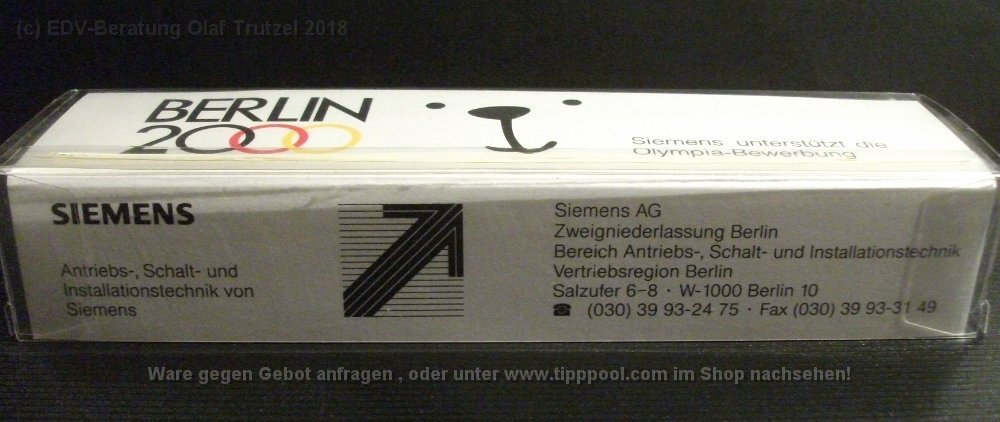 (c) EDV-Beratung Olaf Trutzel 2018
BERLIN
2000
Siemens unterstützt die
Olympia-Bewerbung
SIEMENS
Antriebs-, Schalt- und
Installationstechnik von
Siemens
Siemens AG
Zweigniederlassung Berlin
Bereich Antriebs-, Schalt- und Installationstechnik
Vertriebsregion Berlin
Salzufer 6–8 · W-1000 Berlin 10
☎ (030) 39 93-24 75 · Fax (030) 39 93-31 49
Ware gegen Gebot anfragen , oder unter www.tipppool.com im Shop nachsehen!